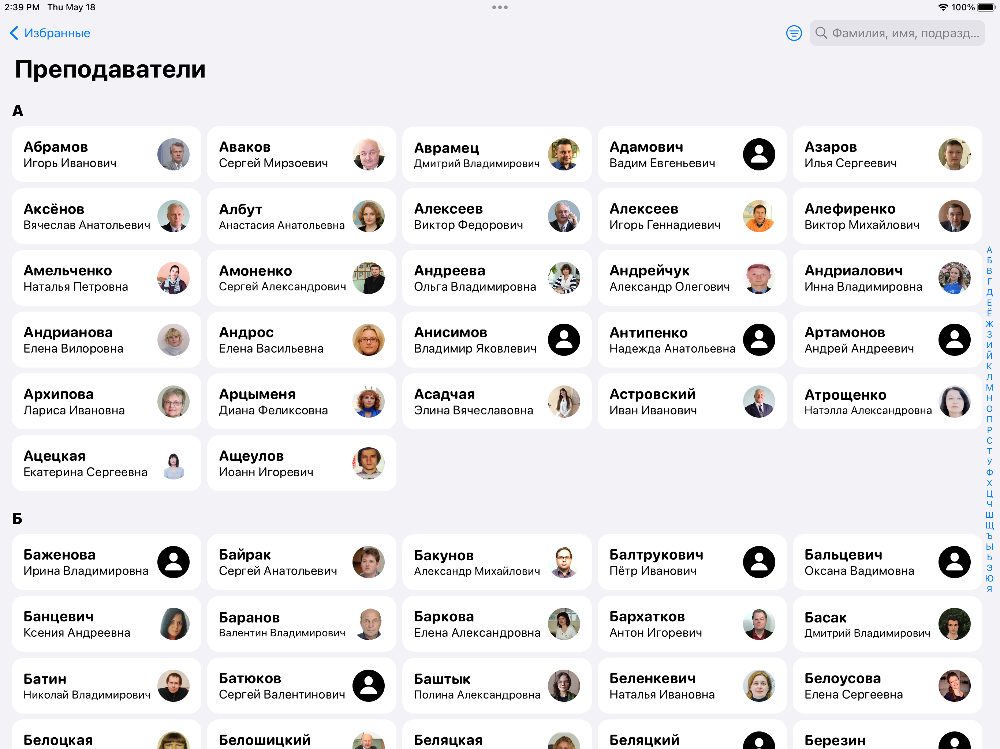 2:39 PM Thu May 18
100%
Избранные
Фамилия, имя, подразд...
Преподаватели
А
Абрамов
Игорь Иванович
Аваков
Сергей Мирзоевич
Аврамец
Дмитрий Владимирович
Адамович
Вадим Евгеньевич
Азаров
Илья Сергеевич
Аксёнов
Вячеслав Анатольевич
Албут
Анастасия Анатольевна
Алексеев
Виктор Федорович
Алексеев
Игорь Геннадиевич
Алефиренко
Виктор Михайлович
Амельченко
Наталья Петровна
Амоненко
Сергей Александрович
Андреева
Ольга Владимировна
Андрейчук
Александр Олегович
Андриалович
Инна Владимировна
Андрианова
Елена Вилоровна
Андрос
Елена Васильевна
Анисимов
Владимир Яковлевич
Антипенко
Надежда Анатольевна
Артамонов
Андрей Андреевич
Архипова
Лариса Ивановна
Арцыменя
Диана Феликсовна
Асадчая
Элина Вячеславовна
Астровский
Иван Иванович
Атрощенко
Натэлла Александровна
Ацецкая
Екатерина Сергеевна
Ащеулов
Иоанн Игоревич
Б
Баженова
Ирина Владимировна
Байрак
Сергей Анатольевич
Бакунов
Александр Михайлович
Балтрукович
Пётр Иванович
Бальцевич
Оксана Вадимовна
Банцевич
Ксения Андреевна
Баранов
Валентин Владимирович
Баркова
Елена Александровна
Бархатков
Антон Игоревич
Басак
Дмитрий Владимирович
Батин
Николай Владимирович
Батюков
Сергей Валентинович
Баштык
Полина Александровна
Беленкевич
Наталья Ивановна
Белоусова
Елена Сергеевна
Белоцкая
Белошицкий
Беляцкая
Беляцкий
Березин
А
Б
В
Г
Д
Е
Ё
Ж
З
И
Й
К
Л
М
Н
О
П
Р
С
Т
У
Ф
Х
Ц
Ч
Ш
Щ
Ъ
Ы
Ь
Э
Ю
Я